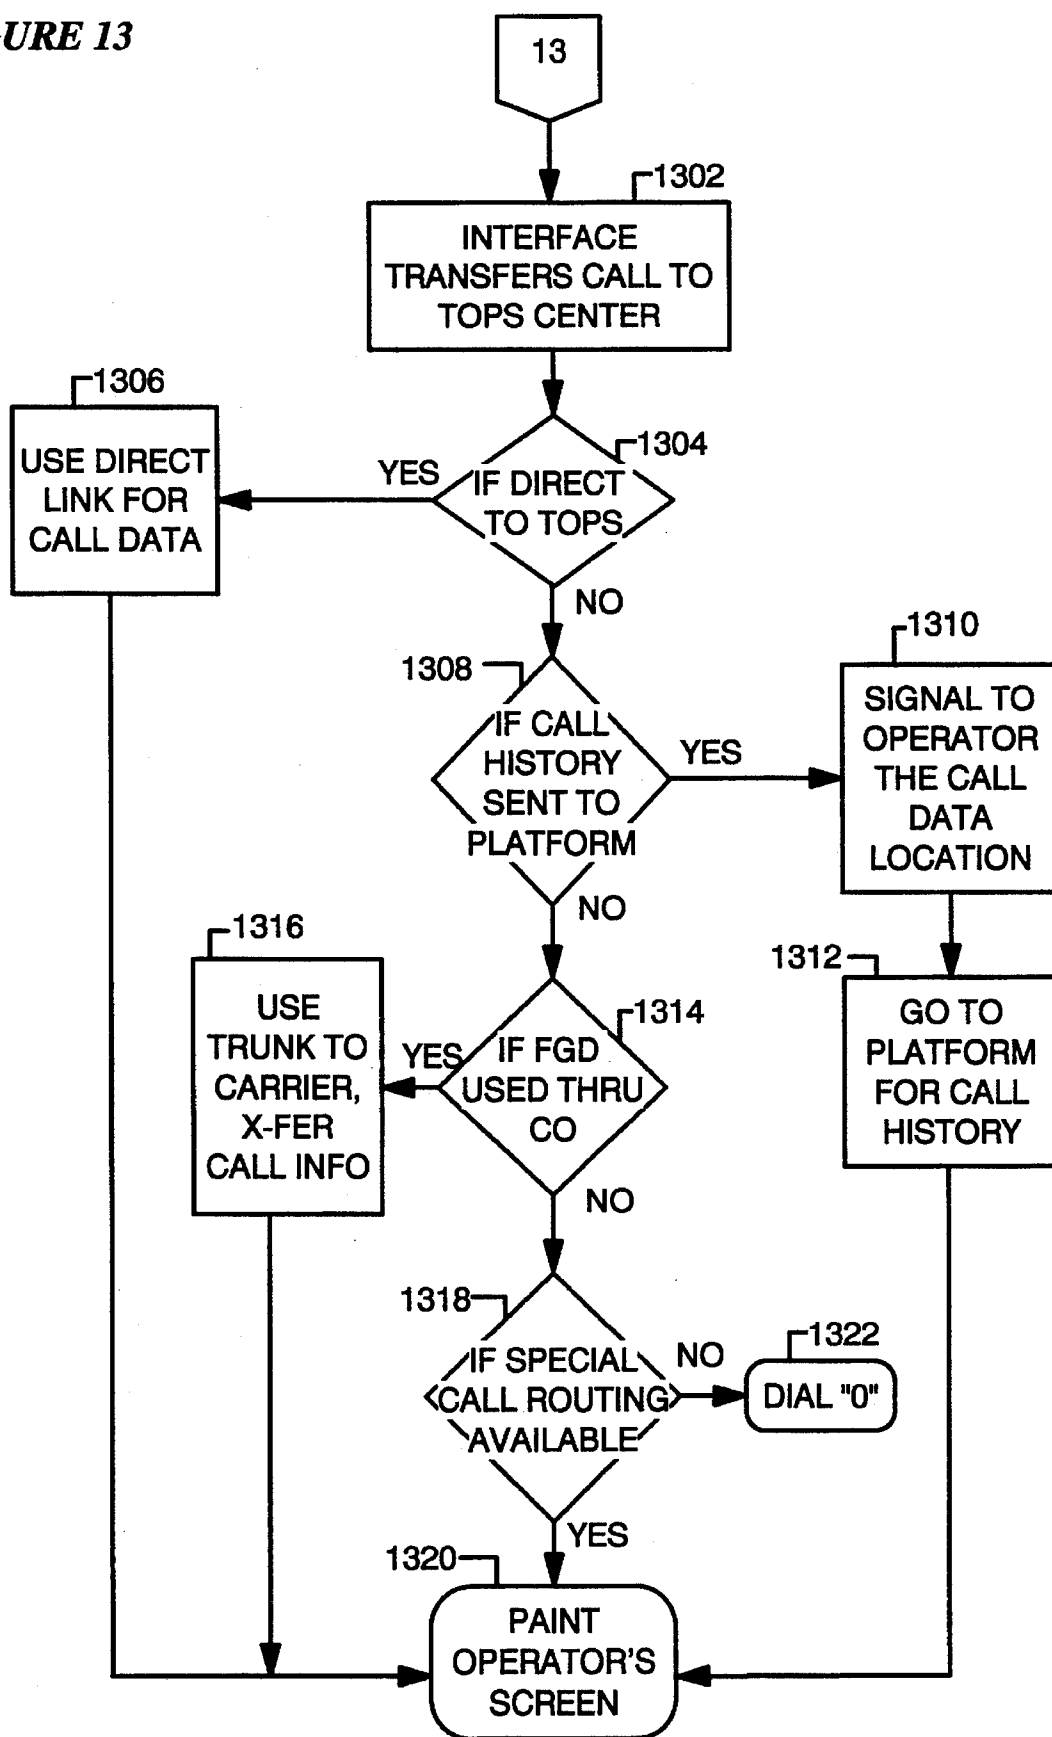 URE 13
13
1302
INTERFACE
TRANSFERS CALL TO
TOPS CENTER
1306
USE DIRECT
LINK FOR
CALL DATA
YES
1304
IF DIRECT
TO TOPS
NO
1308
IF CALL
HISTORY
SENT TO
PLATFORM
YES
1310
SIGNAL TO
OPERATOR
THE CALL
DATA
LOCATION
NO
1312
GO TO
PLATFORM
FOR CALL
HISTORY
1316
USE
TRUNK TO
CARRIER,
X-FER
CALL INFO
YES
1314
IF FGD
USED THRU
CO
NO
1318
IF SPECIAL
CALL ROUTING
AVAILABLE
NO
1322
DIAL "0"
YES
1320
PAINT
OPERATOR'S
SCREEN